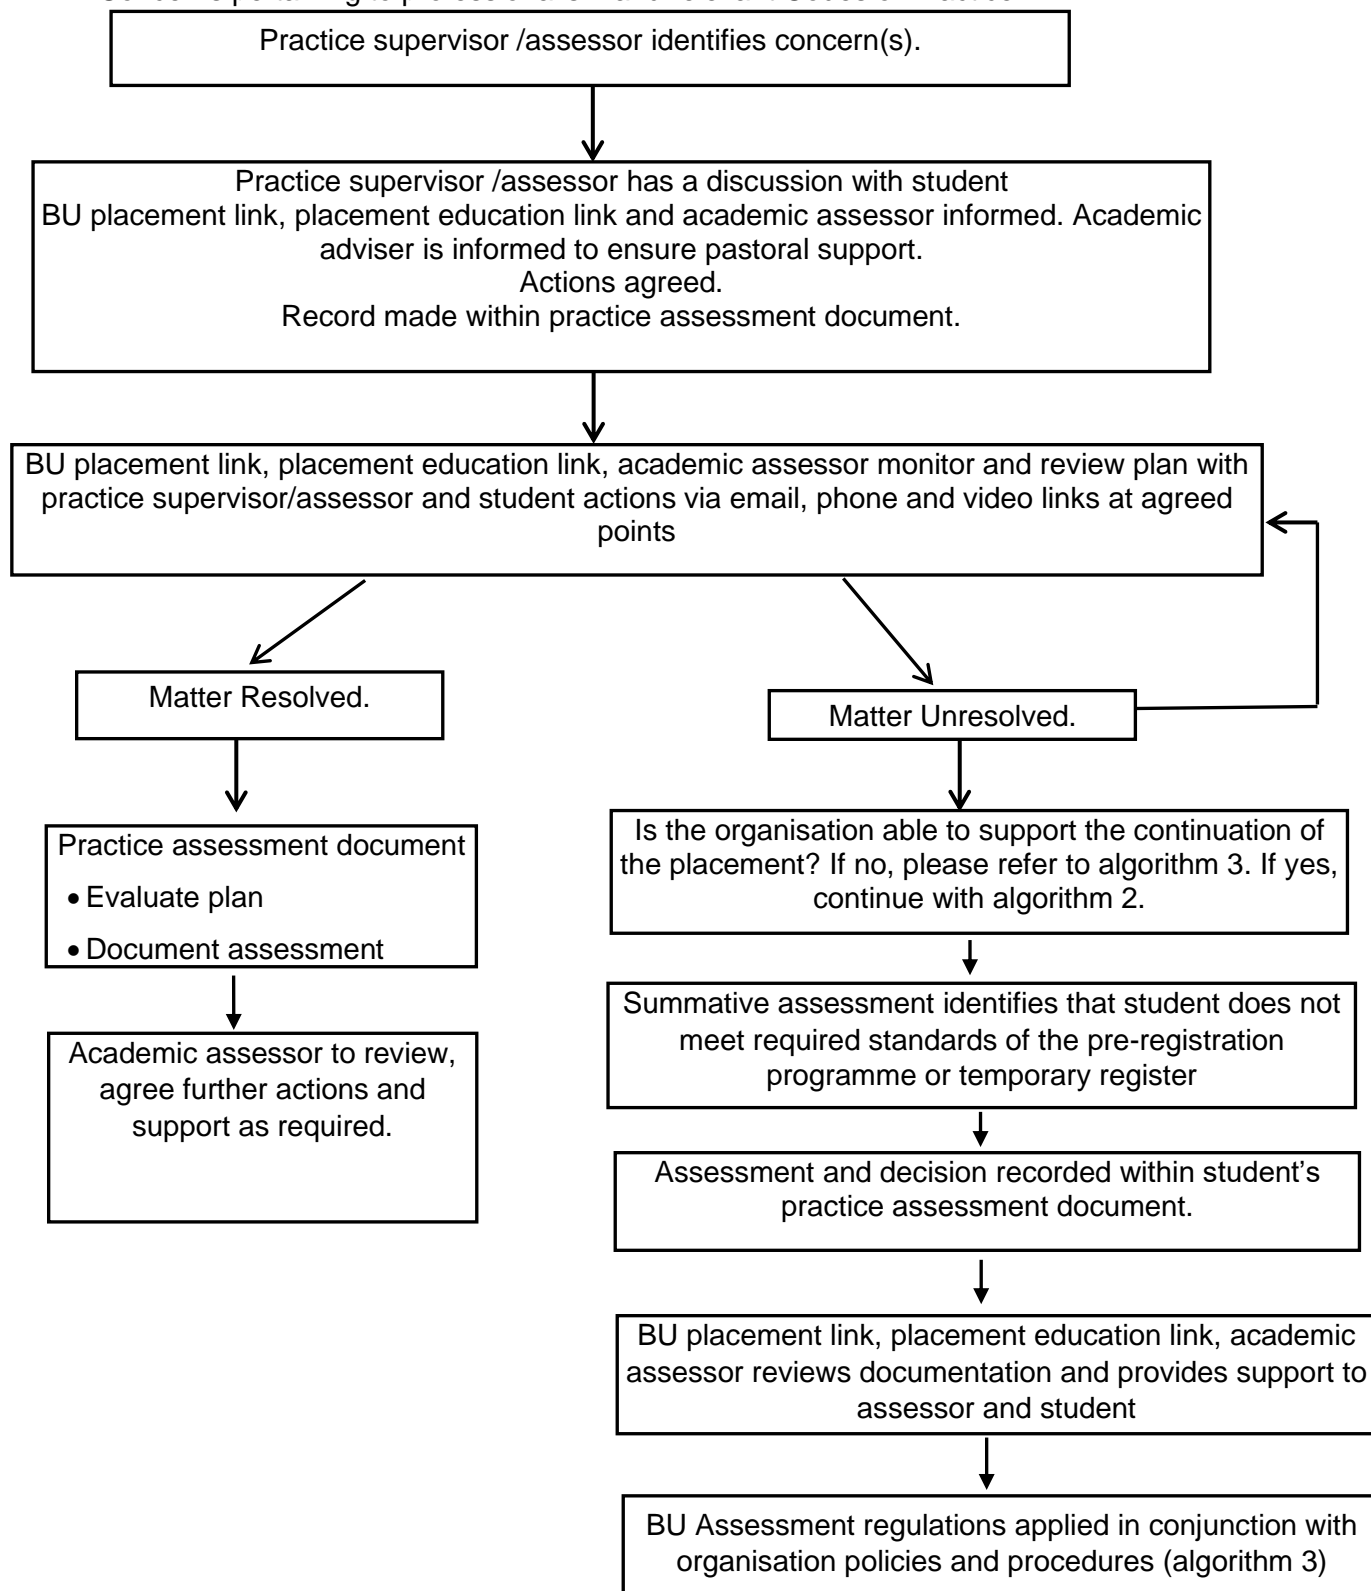 Practice supervisor /assessor identifies concern(s).
Practice supervisor /assessor has a discussion with student
BU placement link, placement education link and academic assessor informed. Academic
adviser is informed to ensure pastoral support.
Actions agreed.
Record made within practice assessment document.
BU placement link, placement education link, academic assessor monitor and review plan with
practice supervisor/assessor and student actions via email, phone and video links at agreed
points
Matter Resolved.
Matter Unresolved.
Practice assessment document
• Evaluate plan
• Document assessment
Academic assessor to review,
agree further actions and
support as required.
Is the organisation able to support the continuation of
the placement? If no, please refer to algorithm 3. If yes,
continue with algorithm 2.
Summative assessment identifies that student does not
meet required standards of the pre-registration
programme or temporary register
Assessment and decision recorded within student’s
practice assessment document.
BU placement link, placement education link, academic
assessor reviews documentation and provides support to
assessor and student
BU Assessment regulations applied in conjunction with
organisation policies and procedures (algorithm 3)